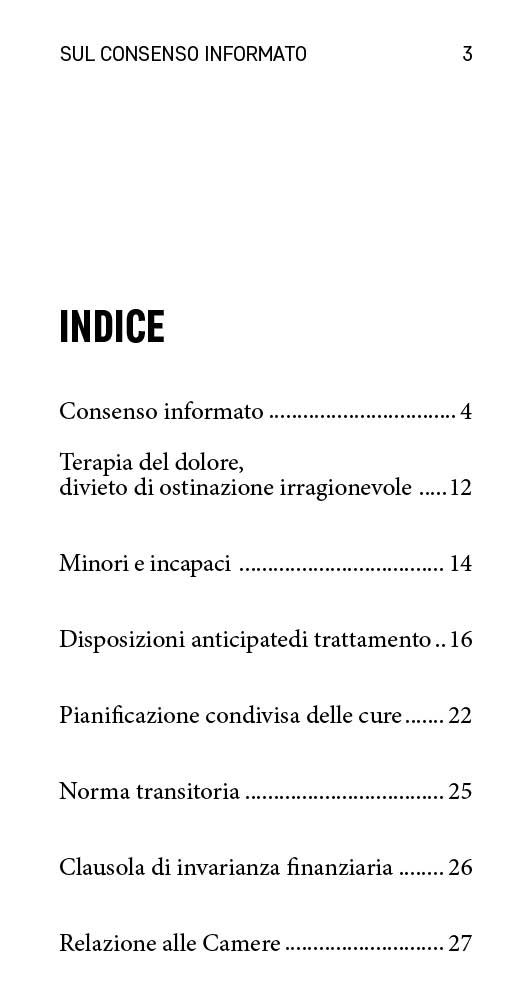 SUL CONSENSO INFORMATO 3
INDICE
Consenso informato ................................. 4
Terapia del dolore,
divieto di ostinazione irragionevole .....12
Minori e incapaci .................................... 14
Disposizioni anticipatedi trattamento ..16
Pianificazione condivisa delle cure ....... 22
Norma transitoria ................................... 25
Clausola di invarianza finanziaria ........ 26
Relazione alle Camere ............................ 27